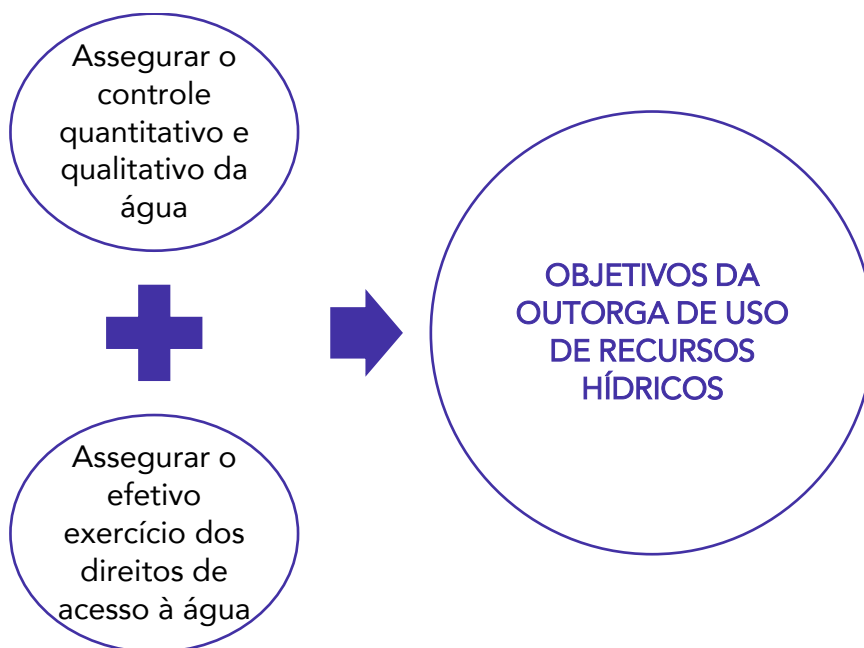 Assegurar o
controle
quantitativo e
qualitativo da
água
OBJETIVOS DA
OUTORGA DE USO
DE RECURSOS
HÍDRICOS
Assegurar o
efetivo
exercício dos
direitos de
acesso à água